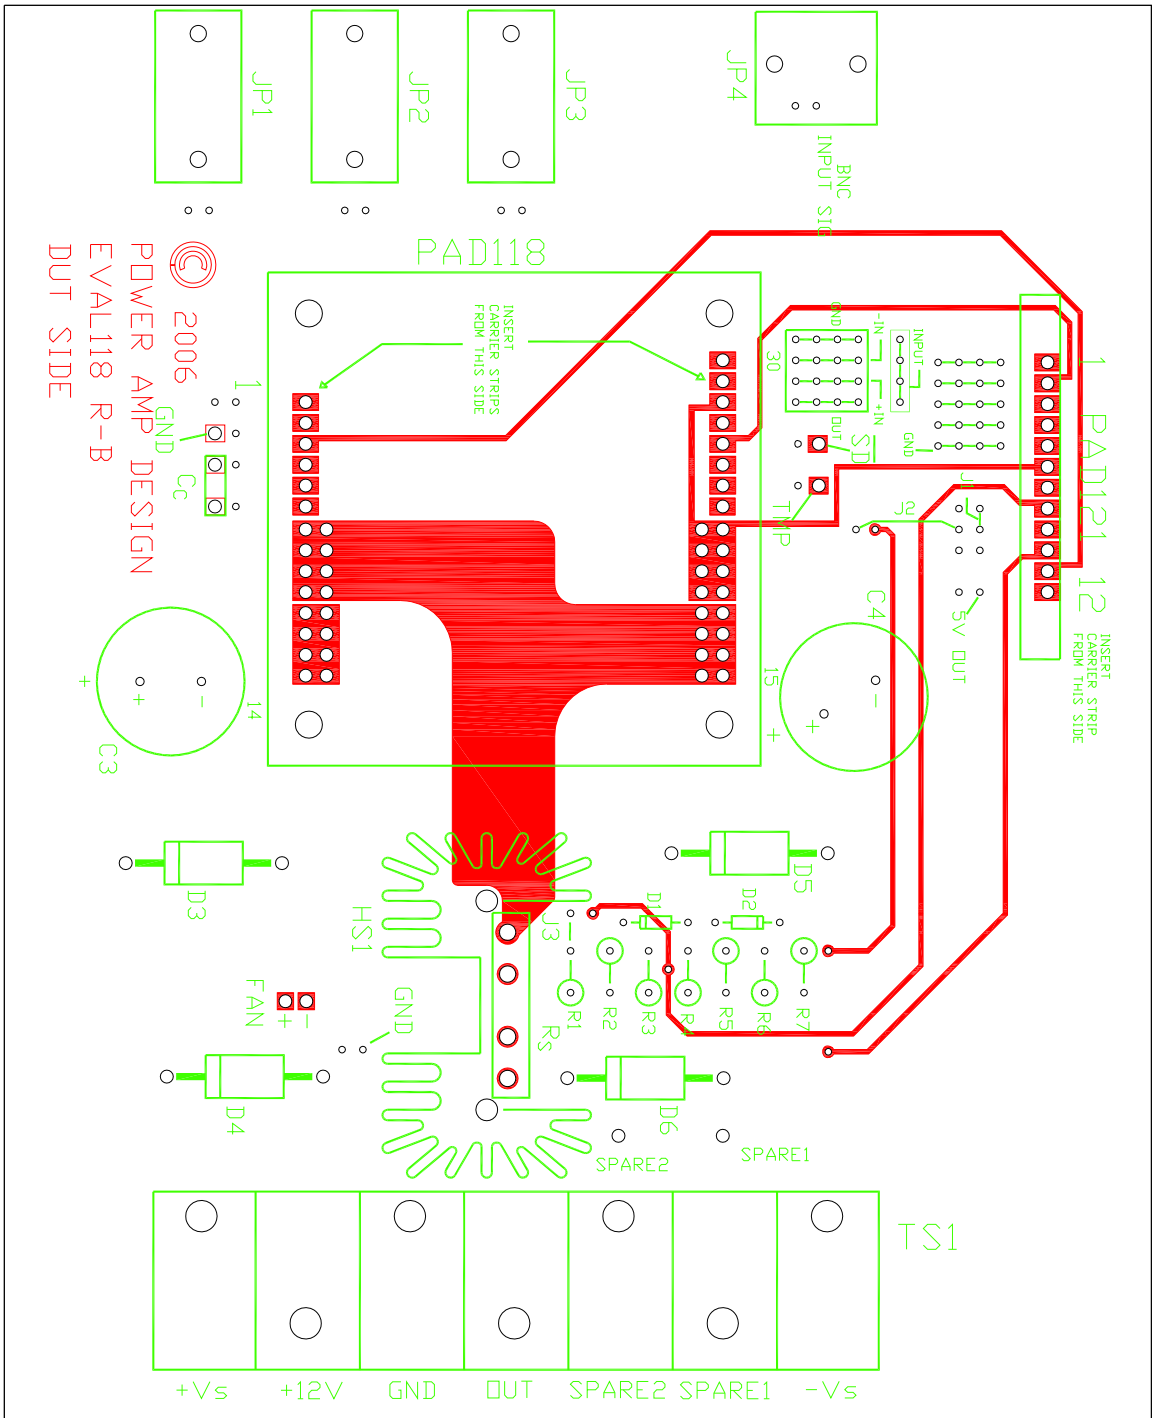 JP1
JP2
JP3
JP4
BNC
INPUT SIG
© 2006
POWER AMP DESIGN
EVAL118 R-B
DUT SIDE
PAD118
INSERT
CARRIER STRIPS
FROM THIS SIDE
1
30
GND
-IN
+IN
INPUT
OUT
GND
SD
TMP
GND
Cc
J1
J2
1
PAD121
12
5V OUT
INSERT
CARRIER STRIP
FROM THIS SIDE
C4
-
+
+
15
14
+
+
-
C3
D3
D5
D1
D2
HS1
J3
FAN
+
-
GND
Rs
R1
R2
R3
R5
R6
R7
D4
D6
SPARE2
SPARE1
TS1
+Vs
+12V
GND
OUT
SPARE2
SPARE1
-Vs